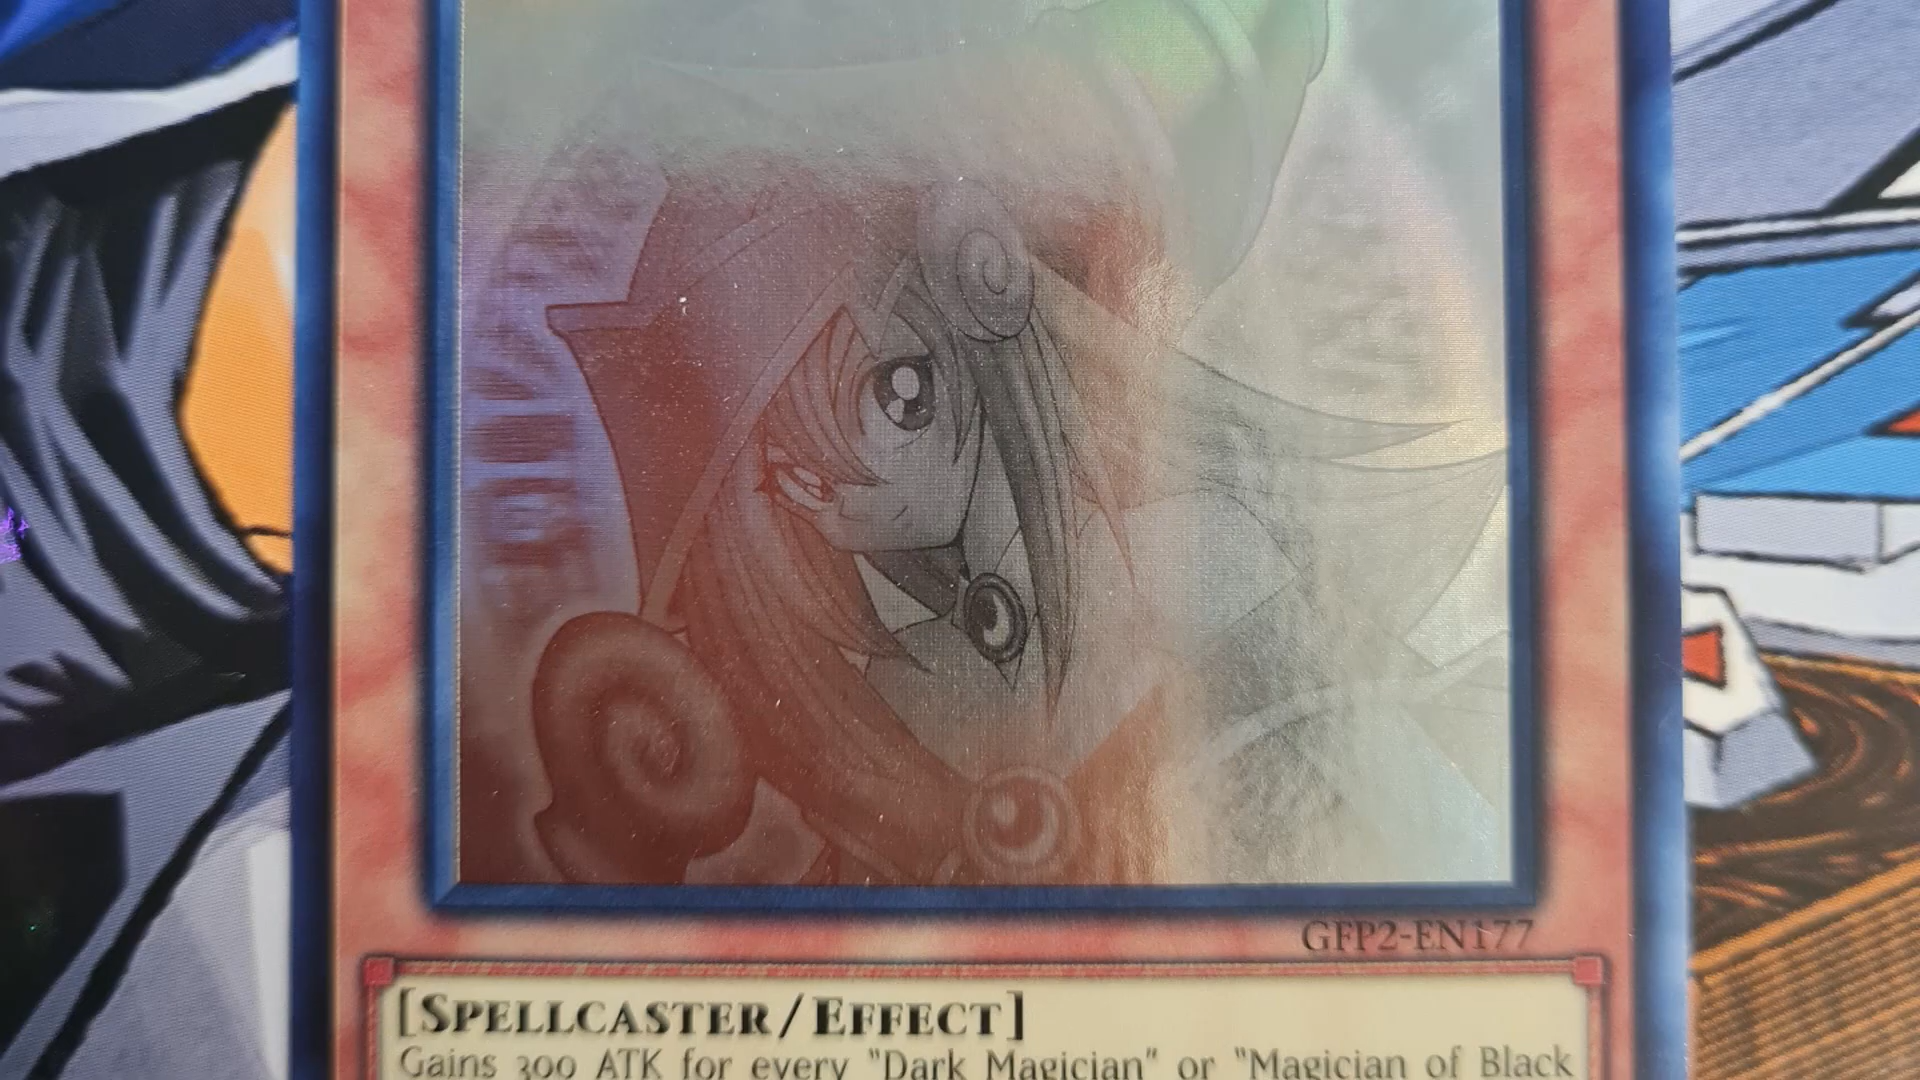 GFP2-EN177
[SPELLCASTER/EFFECT]
Gains 300 ATK for every "Dark Magician" or "Magician of Black